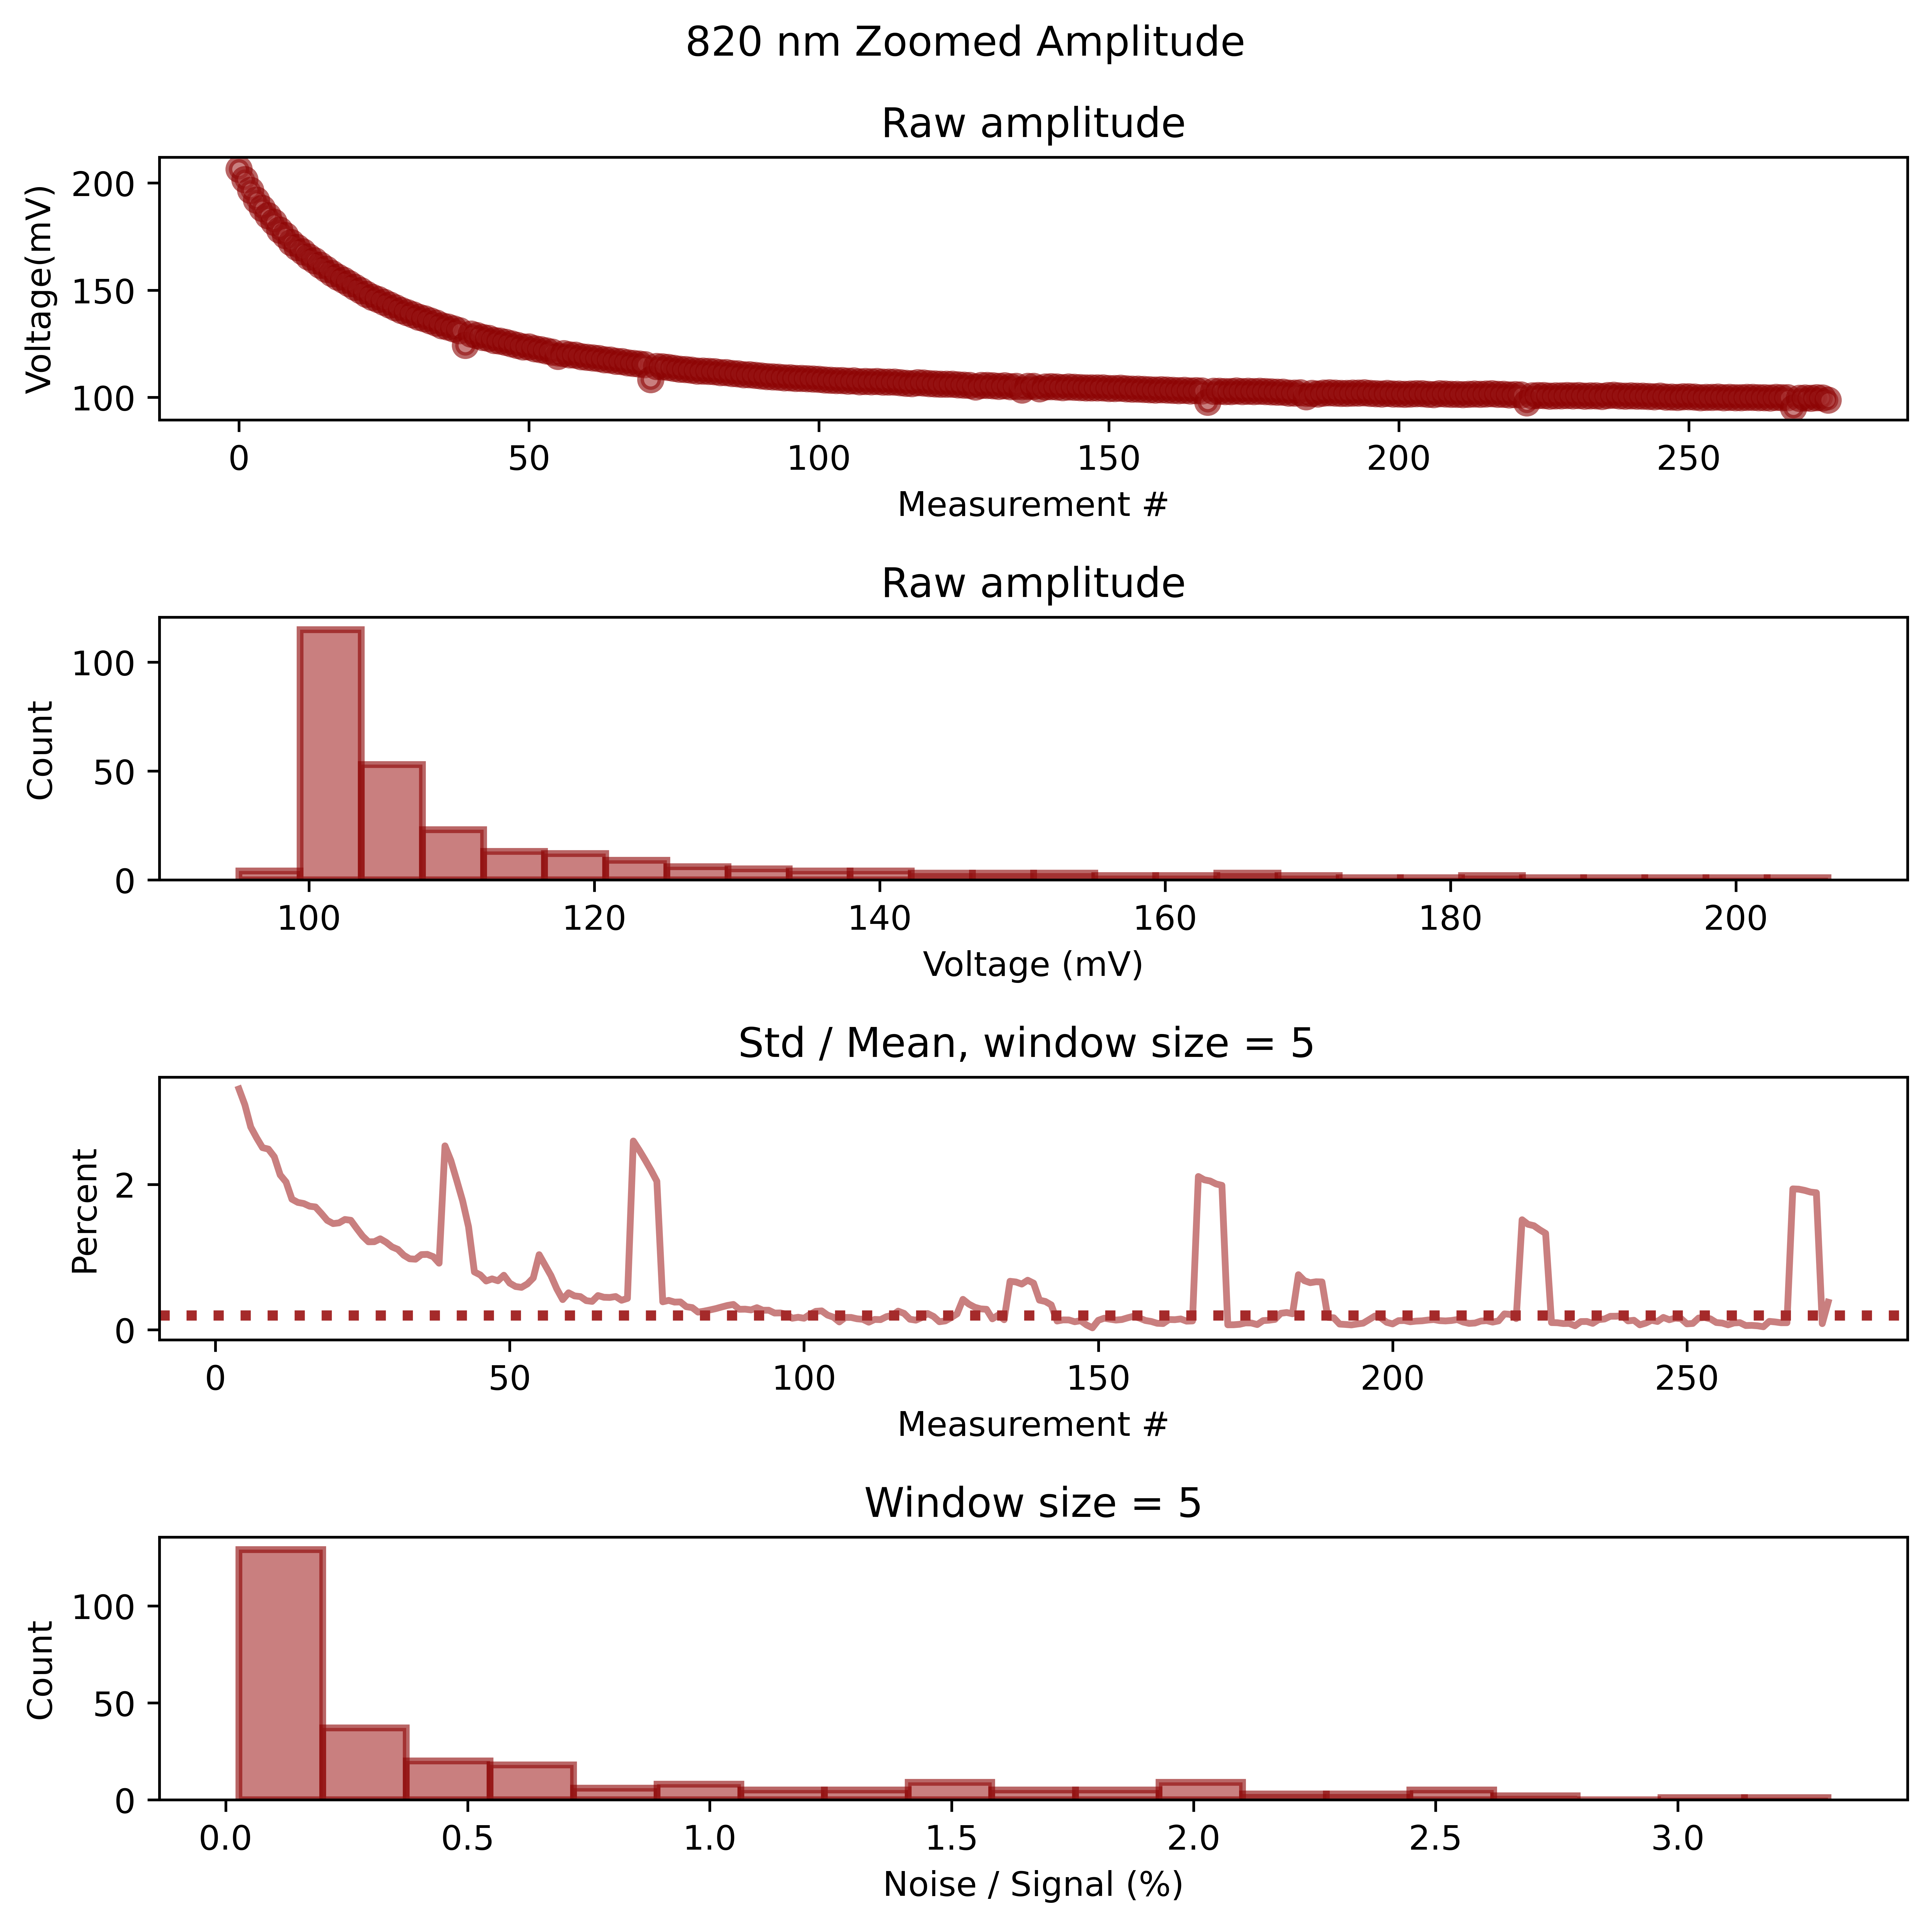 820 nm Zoomed Amplitude
Raw amplitude
Voltage(mV)
200
150
100
0 50 100 150 200 250
Measurement #
Raw amplitude
Count
100
50
0
100 120 140 160 180 200
Voltage (mV)
Std / Mean, window size = 5
Percent
2
0
0 50 100 150 200 250
Measurement #
Window size = 5
Count
100
50
0
0.0 0.5 1.0 1.5 2.0 2.5 3.0
Noise / Signal (%)